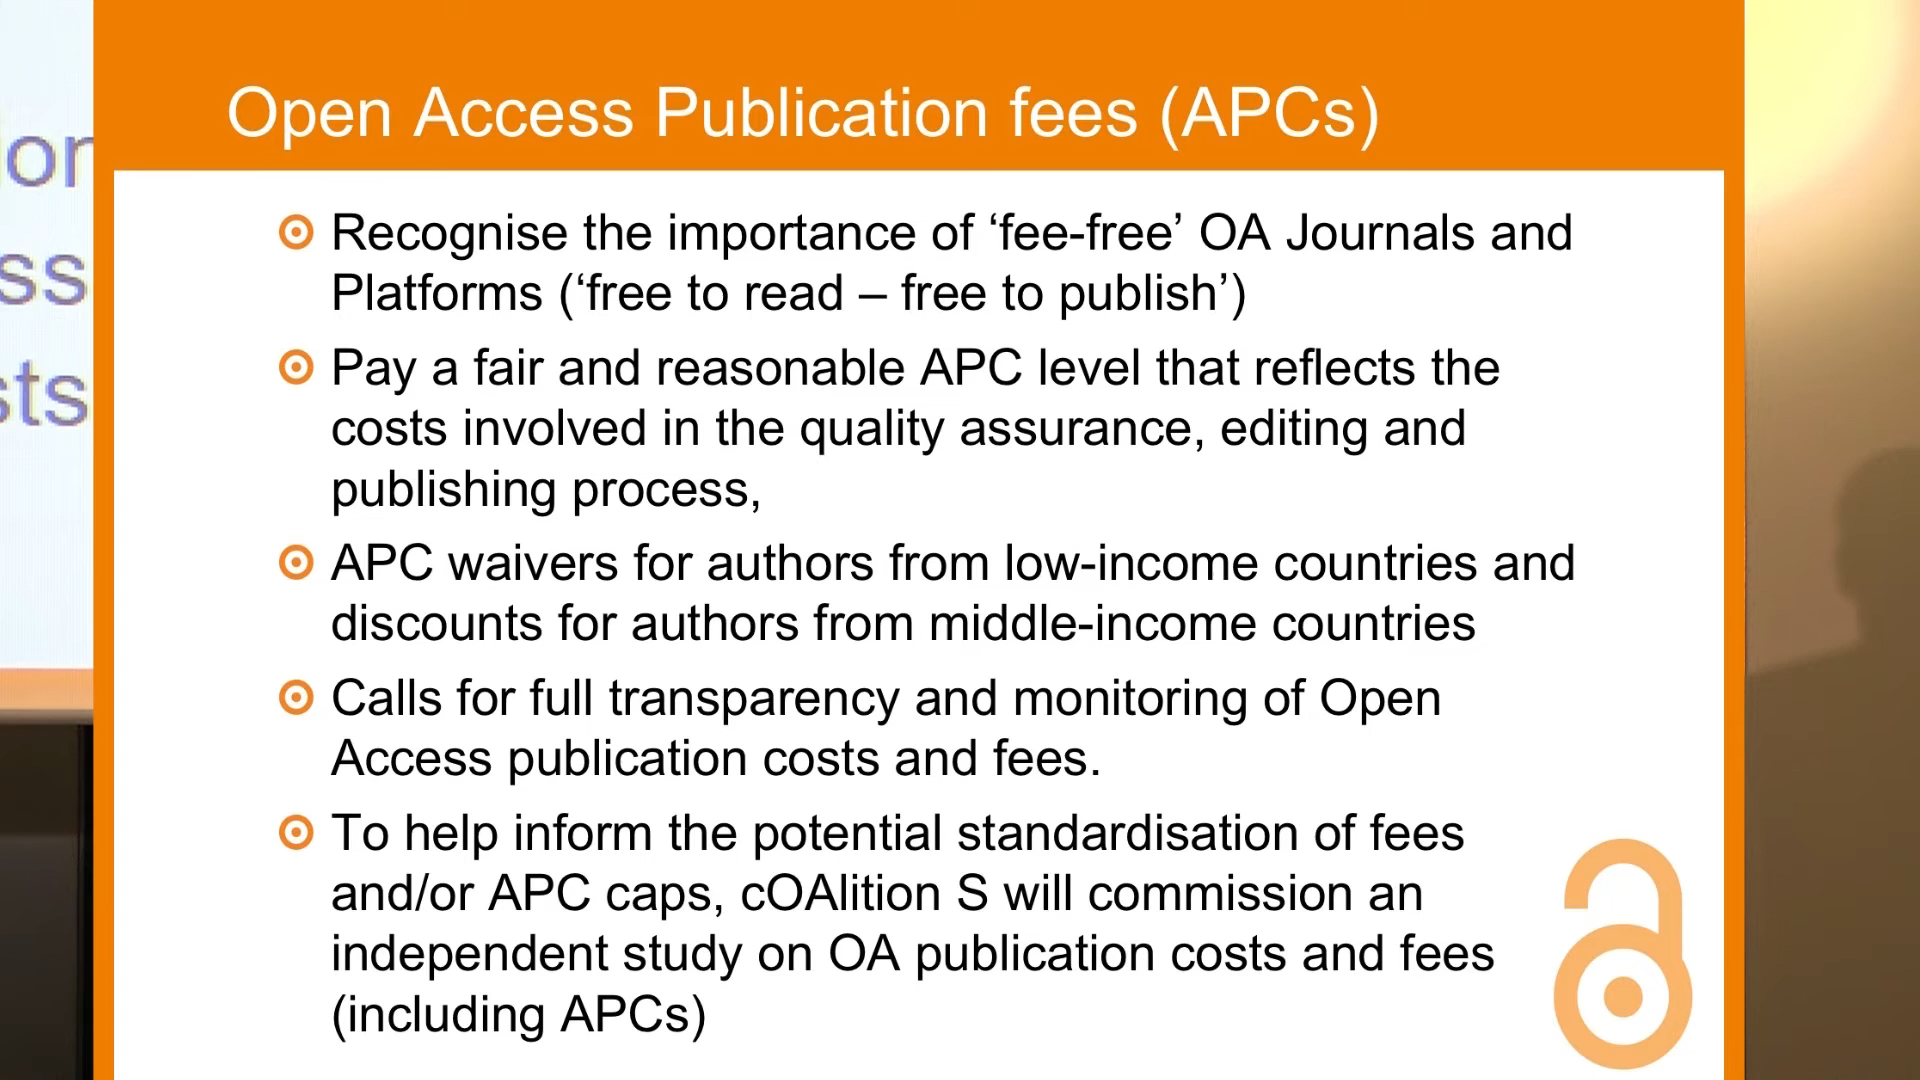 Open Access Publication fees (APCs)
Recognise the importance of ‘fee-free’ OA Journals and
Platforms (‘free to read – free to publish’)
Pay a fair and reasonable APC level that reflects the
costs involved in the quality assurance, editing and
publishing process,
APC waivers for authors from low-income countries and
discounts for authors from middle-income countries
Calls for full transparency and monitoring of Open
Access publication costs and fees.
To help inform the potential standardisation of fees
and/or APC caps, cOAlition S will commission an
independent study on OA publication costs and fees
(including APCs)